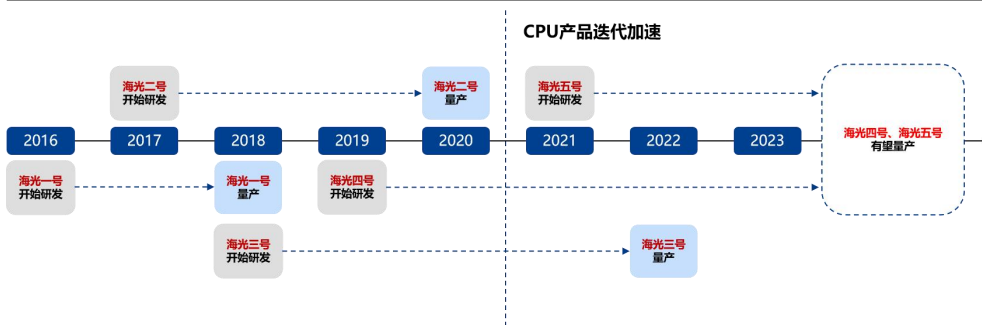 CPU产品迭代加速
海光二号
开始研发
海光二号
量产
海光五号
开始研发
2016
2017
2018
2019
2020
2021
2022
2023
海光四号、海光五号
有望量产
海光一号
开始研发
海光一号
量产
海光四号
开始研发
海光三号
开始研发
海光三号
量产